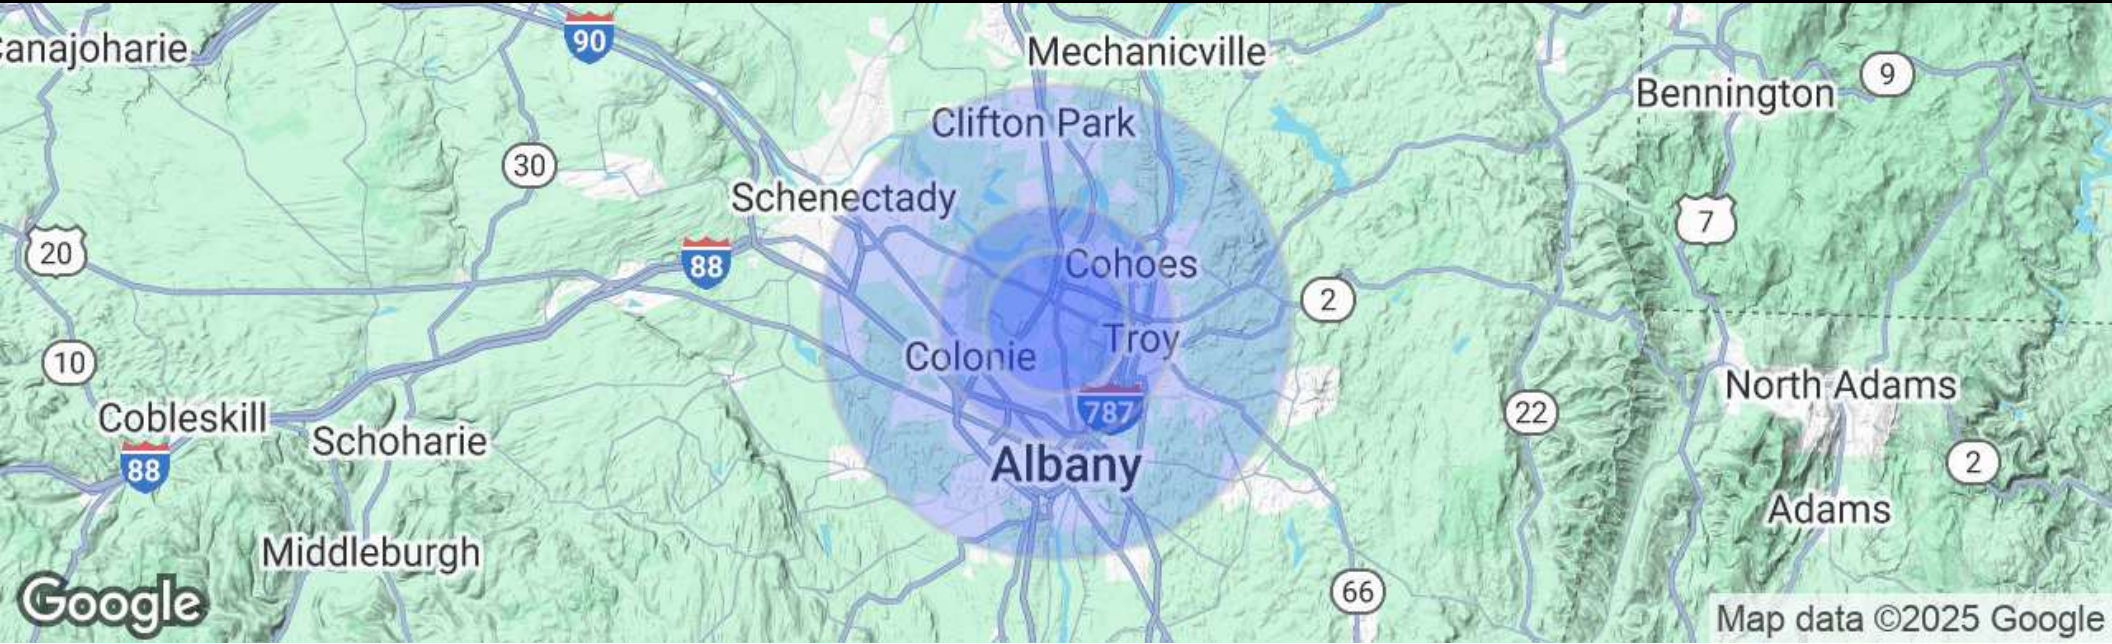 90
Canajoharie
Mechanicville
9
Bennington
Clifton Park
30
Schenectady
7
20
88
Cohoes
2
10
Troy
Colonie
North Adams
787
22
Cobleskill
Schoharie
88
Albany
2
Adams
Middleburgh
66
Google
Map data ©2025 Google